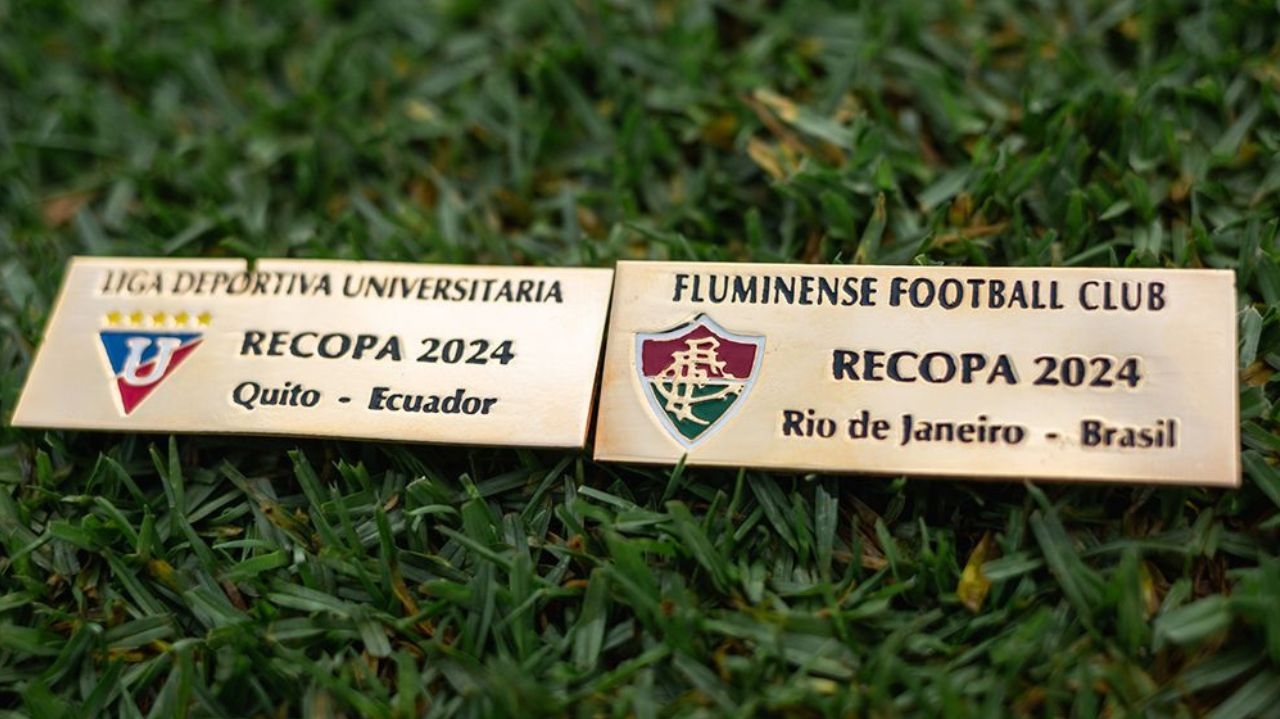 LIGA DEPORTIVA UNIVERSITARIA
U
RECOPA 2024
Quito - Ecuador
FLUMINENSE FOOTBALL CLUB
RECOPA 2024
Rio de Janeiro - Brasil